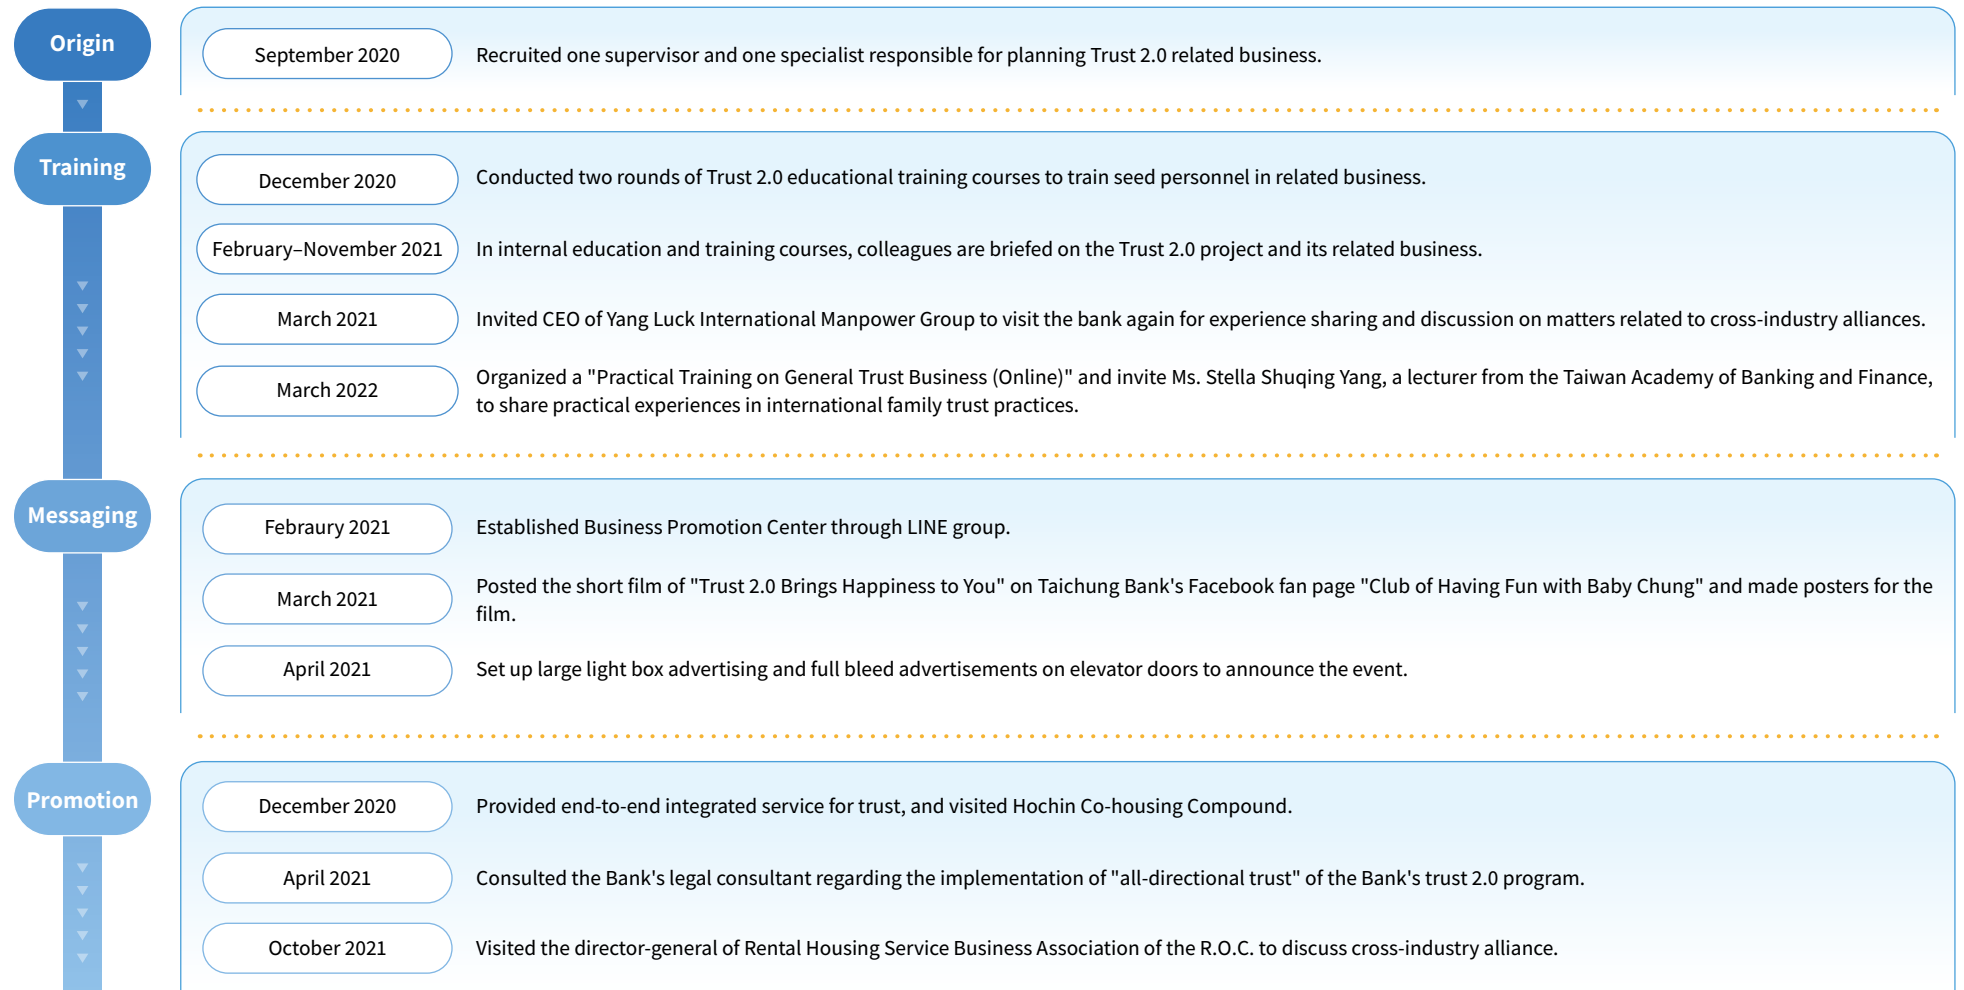 Origin
September 2020
Recruited one supervisor and one specialist responsible for planning Trust 2.0 related business.
Training
December 2020
Conducted two rounds of Trust 2.0 educational training courses to train seed personnel in related business.
February–November 2021
In internal education and training courses, colleagues are briefed on the Trust 2.0 project and its related business.
March 2021
Invited CEO of Yang Luck International Manpower Group to visit the bank again for experience sharing and discussion on matters related to cross-industry alliances.
March 2022
Organized a "Practical Training on General Trust Business (Online)" and invite Ms. Stella Shuqing Yang, a lecturer from the Taiwan Academy of Banking and Finance,
to share practical experiences in international family trust practices.
Messaging
Febraury 2021
Established Business Promotion Center through LINE group.
March 2021
Posted the short film of "Trust 2.0 Brings Happiness to You" on Taichung Bank's Facebook fan page "Club of Having Fun with Baby Chung" and made posters for the
film.
April 2021
Set up large light box advertising and full bleed advertisements on elevator doors to announce the event.
Promotion
December 2020
Provided end-to-end integrated service for trust, and visited Hochin Co-housing Compound.
April 2021
Consulted the Bank's legal consultant regarding the implementation of "all-directional trust" of the Bank's trust 2.0 program.
October 2021
Visited the director-general of Rental Housing Service Business Association of the R.O.C. to discuss cross-industry alliance.